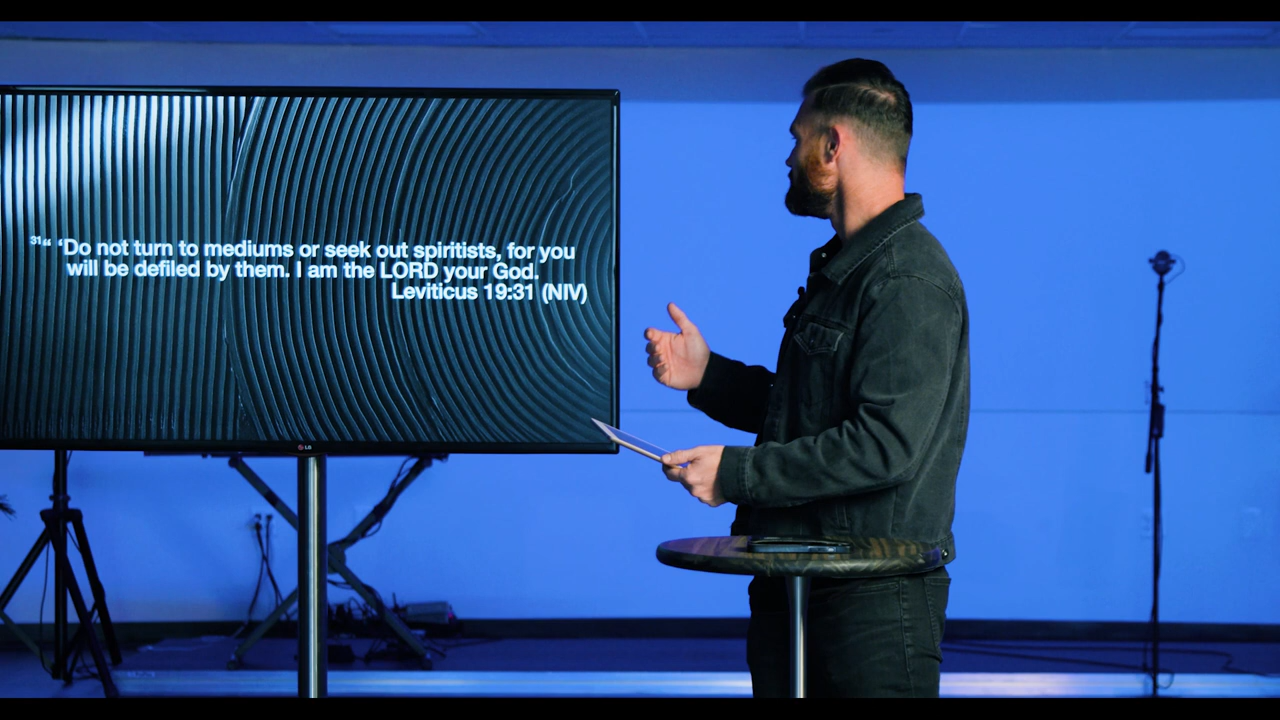 31“ ‘Do not turn to mediums or seek out spiritists, for you
will be defiled by them. I am the LORD your God.
Leviticus 19:31 (NIV)
LG